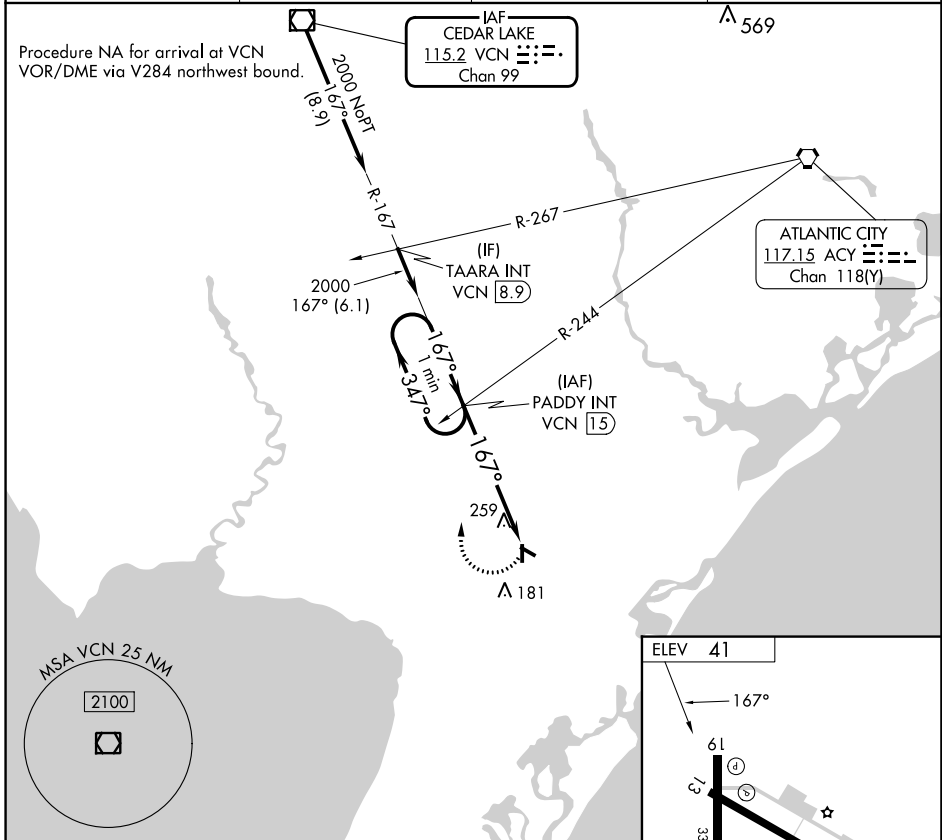 Procedure NA for arrival at VCN
VOR/DME via V284 northwest bound.
IAF
CEDAR LAKE
115.2 VCN
Chan 99
569
2000 NoPT
167°
(8.9)
R-167
R-267
(IF)
TAARA INT
VCN 8.9
2000
167° (6.1)
ATLANTIC CITY
117.15 ACY
Chan 118(Y)
R-244
167°
1 min
347°
(IAF)
PADDY INT
VCN 15
167°
259
181
MSA VCN 25 NM
2100
ELEV 41
167°
19
P
13
P
33